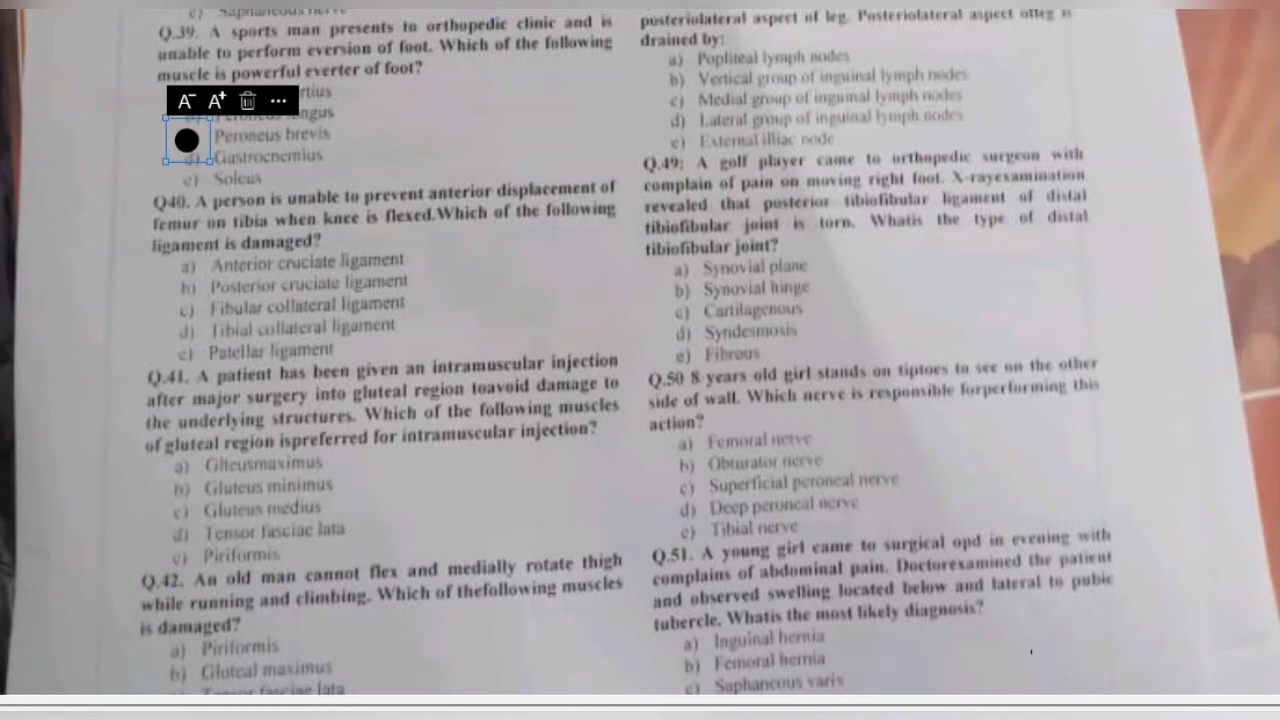 Q.39. A sports man presents to orthopedic clinic and is
unable to perform eversion of foot. Which of the following
muscle is powerful everter of foot?
rtius
ngus
Peroneus brevis
d) Gastrocnemius
e) Soleus
Q40. A person is unable to prevent anterior displacement of
femur on tibia when knee is flexed.Which of the following
ligament is damaged?
a) Anterior cruciate ligament
b) Posterior cruciate ligament
c) Fibular collateral ligament
d) Tibial collateral ligament
e) Patellar ligament
Q.41. A patient has been given an intramuscular injection
after major surgery into gluteal region toavoid damage to
the underlying structures. Which of the following muscles
of gluteal region ispreferred for intramuscular injection?
a) Gluteusmaximus
b) Gluteus minimus
c) Gluteus medius
d) Tensor fasciae lata
e) Piriformis
Q.42. An old man cannot flex and medially rotate thigh
while running and climbing. Which of thefollowing muscles
is damaged?
a) Piriformis
b) Gluteal maximus
Tensor fasciae lata
posteriolateral aspect of leg. Posteriolateral aspect ofleg is
drained by:
a) Popliteal lymph nodes
b) Vertical group of inguinal lymph nodes
c) Medial group of inguinal lymph nodes
d) Lateral group of inguinal lymph nodes
e) External illiac node
Q.49: A golf player came to orthopedic surgeon with
complain of pain on moving right foot. X-rayexamination
revealed that posterior tibiofibular ligament of distal
tibiofibular joint is torn. Whatis the type of distal
tibiofibular joint?
a) Synovial plane
b) Synovial hinge
c) Cartilagenous
d) Syndesmosis
e) Fibrous
Q.50 8 years old girl stands on tiptoes to see on the other
side of wall. Which nerve is responsible forperforming this
action?
a) Femoral nerve
b) Obturator nerve
c) Superficial peroneal nerve
d) Deep peroneal nerve
e) Tibial nerve
Q.51. A young girl came to surgical opd in evening with
complains of abdominal pain. Doctorexamined the patient
and observed swelling located below and lateral to pubic
tubercle. Whatis the most likely diagnosis?
a) Inguinal hernia
b) Femoral hernia
c) Saphaneous varix